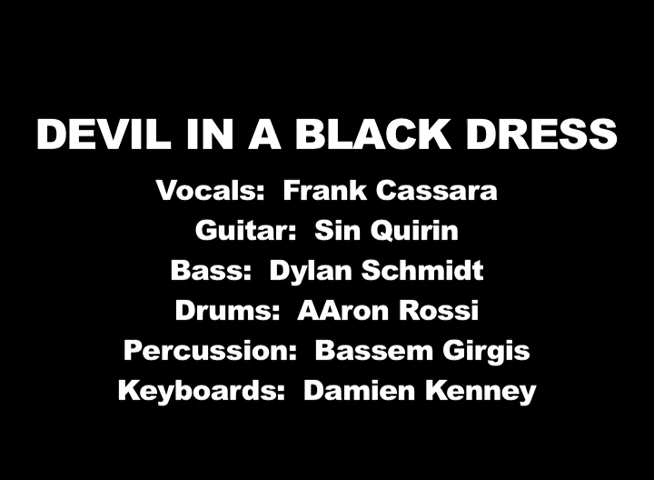 DEVIL IN A BLACK DRESS
Vocals: Frank Cassara
Guitar: Sin Quirin
Bass: Dylan Schmidt
Drums: AAron Rossi
Percussion: Bassem Girgis
Keyboards: Damien Kenney